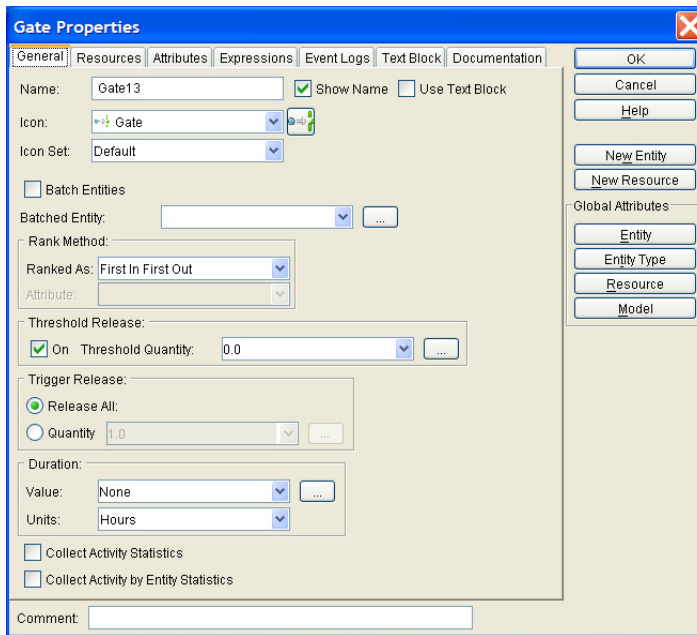 Gate Properties
General Resources Attributes Expressions Event Logs Text Block Documentation
Name: Gate13 Show Name Use Text Block
Icon: Gate
Icon Set: Default
Batch Entities
Batched Entity: ...
Rank Method:
Ranked As: First In First Out
Attribute:
Threshold Release:
On Threshold Quantity: 0.0 ...
Trigger Release:
Release All:
Quantity 1.0 ...
Duration:
Value: None ...
Units: Hours
Collect Activity Statistics
Collect Activity by Entity Statistics
Comment:
OK
Cancel
Help
New Entity
New Resource
Global Attributes
Entity
Entity Type
Resource
Model